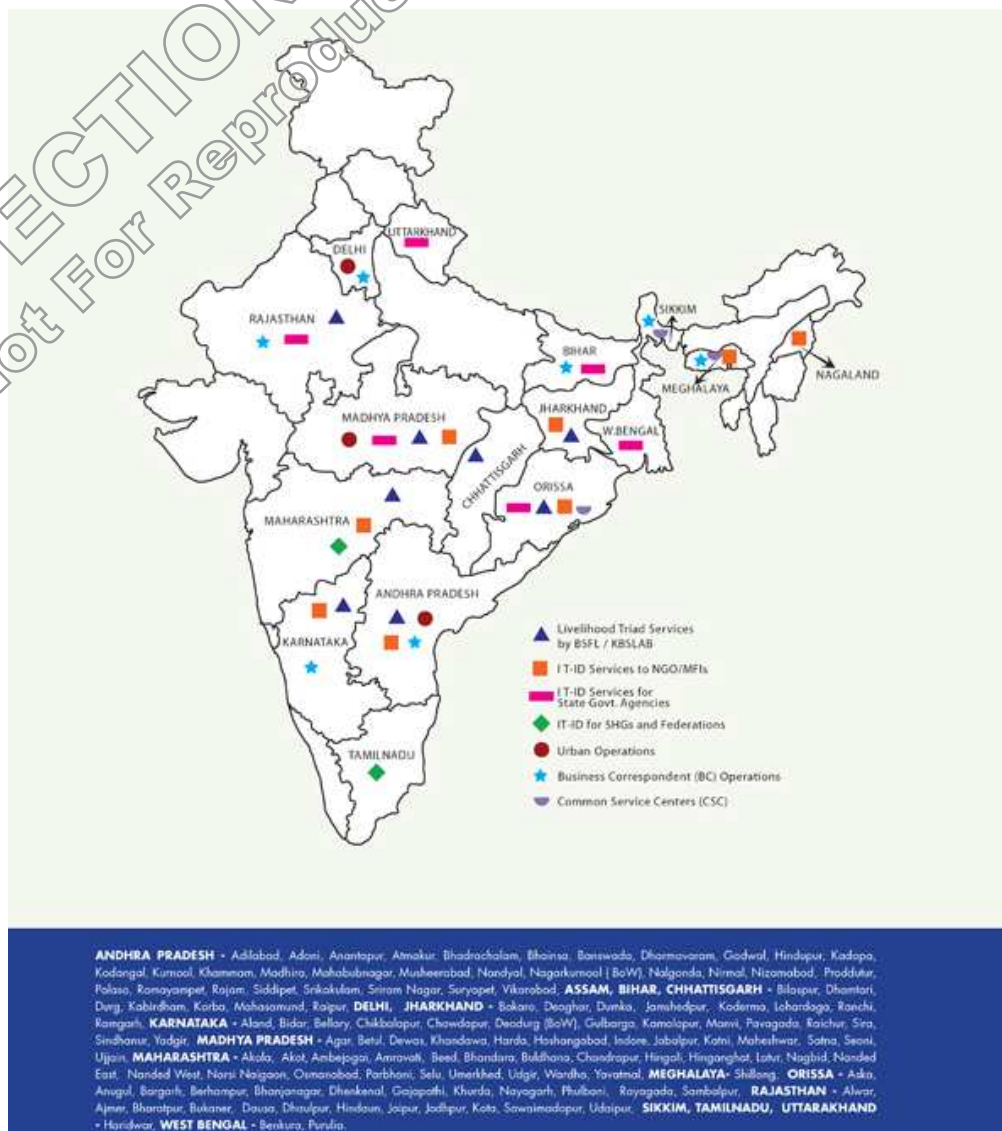 ECTION
Not For Reproduc
UTTARKHAND
DELHI
SIKKIM
RAJASTHAN
BIHAR
NAGALAND
MEGHALAYA
MADHYA PRADESH
JHARKHAND
W.BENGAL
CHHATTISGARH
ORISSA
MAHARASHTRA
ANDHRA PRADESH
KARNATAKA
TAMILNADU
Livelihood Triad Services
by BSFL / KBSLAB
I T-ID Services to NGO/MFIs
I T-ID Services for
State Govt. Agencies
IT-ID for SHGs and Federations
Urban Operations
Business Correspondent (BC) Operations
Common Service Centers (CSC)
ANDHRA PRADESH - Adilabad, Adoni, Anantapur, Atmakur, Bhadrachalam, Bhainsa, Banswada, Dharmavaram, Gadwal, Hindupur, Kadapa,
Kodangal, Kurnool, Khammam, Madhira, Mahabubnagar, Musheerabad, Nandyal, Nagarkurnool (BoW), Nalgonda, Nirmal, Nizamabad, Proddutur,
Palasa, Ramayampet, Rajam, Siddipet, Srikakulam, Sriram Nagar, Suryapet, Vikarabad, ASSAM, BIHAR, CHHATTISGARH - Bilaspur, Dhamtari,
Durg, Kabirdham, Korba, Mahasamund, Raipur, DELHI, JHARKHAND - Bokaro, Deoghar, Dumka, Jamshedpur, Koderma, Lohardaga, Ranchi,
Ramgarh, KARNATAKA - Aland, Bidar, Bellary, Chikbalapur, Chowdapur, Deodurg (BoW), Gulbarga, Kamalapur, Manvi, Pavagada, Raichur, Sira,
Sindhanur, Yadgir. MADHYA PRADESH - Agar, Betul, Dewas, Khandawa, Harda, Hoshangabad, Indore, Jabalpur, Katni, Maheshwar, Satna, Seoni,
Ujjain, MAHARASHTRA - Akola, Akot, Ambejogai, Amravati, Beed, Bhandara, Buldhana, Chandrapur, Hingoli, Hinganghat, Latur, Nagbid, Nanded
East, Nanded West, Narsi Naigaon, Osmanabad, Parbhani, Selu, Umerkhed, Udgir, Wardha, Yavatmal, MEGHALAYA- Shillong, ORISSA - Aska,
Anugul, Bargarh, Berhampur, Bhanjanagar, Dhenkenal, Gajapathi, Khurda, Nayagarh, Phulbani, Rayagada, Sambalpur, RAJASTHAN - Alwar,
Ajmer, Bharatpur, Bukaner, Dausa, Dhaulpur, Hindaun, Jaipur, Jodhpur, Kota, Sawaimadopur, Udaipur, SIKKIM, TAMILNADU, UTTARAKHAND
- Haridwar, WEST BENGAL - Benkura, Purulia.